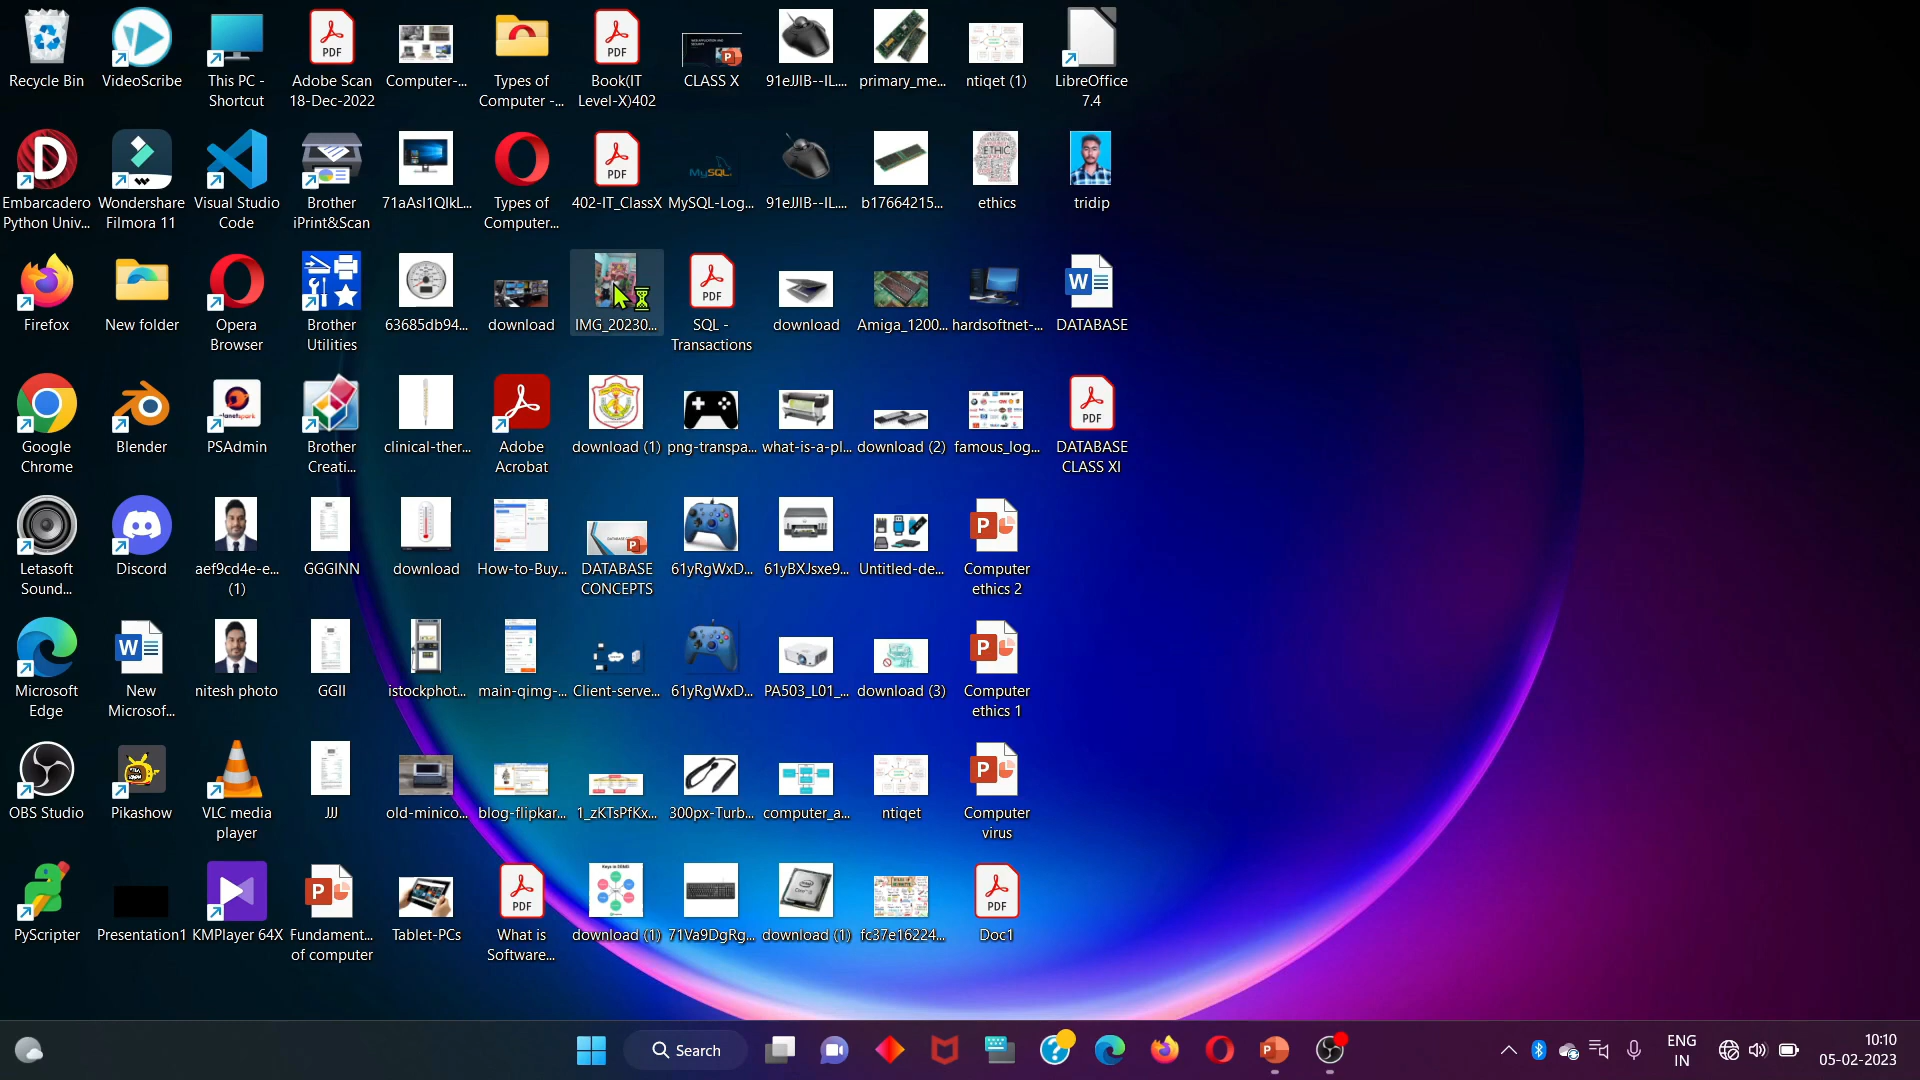 Recycle Bin
VideoScribe
This PC -
Shortcut
Adobe Scan
18-Dec-2022
Computer-...
Types of
Computer -...
Book(IT
Level-X)402
CLASS X
91eJJIB--IL....
primary_me...
ntiqet (1)
LibreOffice
7.4
Embarcadero
Python Univ...
Wondershare
Filmora 11
Visual Studio
Code
Brother
iPrint&Scan
71aAsI1QlkL...
Types of
Computer...
402-IT_ClassX
MySQL-Log...
91eJJIB--IL....
b17664215...
ethics
tridip
Firefox
New folder
Opera
Browser
Brother
Utilities
63685db94...
download
IMG_20230...
SQL -
Transactions
download
Amiga_1200...
hardsoftnet-...
DATABASE
Google
Chrome
Blender
PSAdmin
Brother
Creati...
clinical-ther...
Adobe
Acrobat
download (1)
png-transpa...
what-is-a-pl...
download (2)
famous_log...
DATABASE
CLASS XI
Letasoft
Sound...
Discord
aef9cd4e-e...
(1)
GGGINN
download
How-to-Buy...
DATABASE
CONCEPTS
61yRgWxD...
61yBXJsxe9...
Untitled-de...
Computer
ethics 2
Microsoft
Edge
New
Microsof...
nitesh photo
GGII
istockphot...
main-qimg-...
Client-serve...
61yRgWxD...
PA503_L01_...
download (3)
Computer
ethics 1
OBS Studio
Pikashow
VLC media
player
JJJ
old-minico...
blog-flipkar...
1_zKTsPfKx...
300px-Turb...
computer_a...
ntiqet
Computer
virus
PyScripter
Presentation1
KMPlayer 64X
Fundament...
of computer
Tablet-PCs
What is
Software...
download (1)
71Va9DgRg...
download (1)
fc37e16224...
Doc1
Search
ENG
IN
10:10
05-02-2023